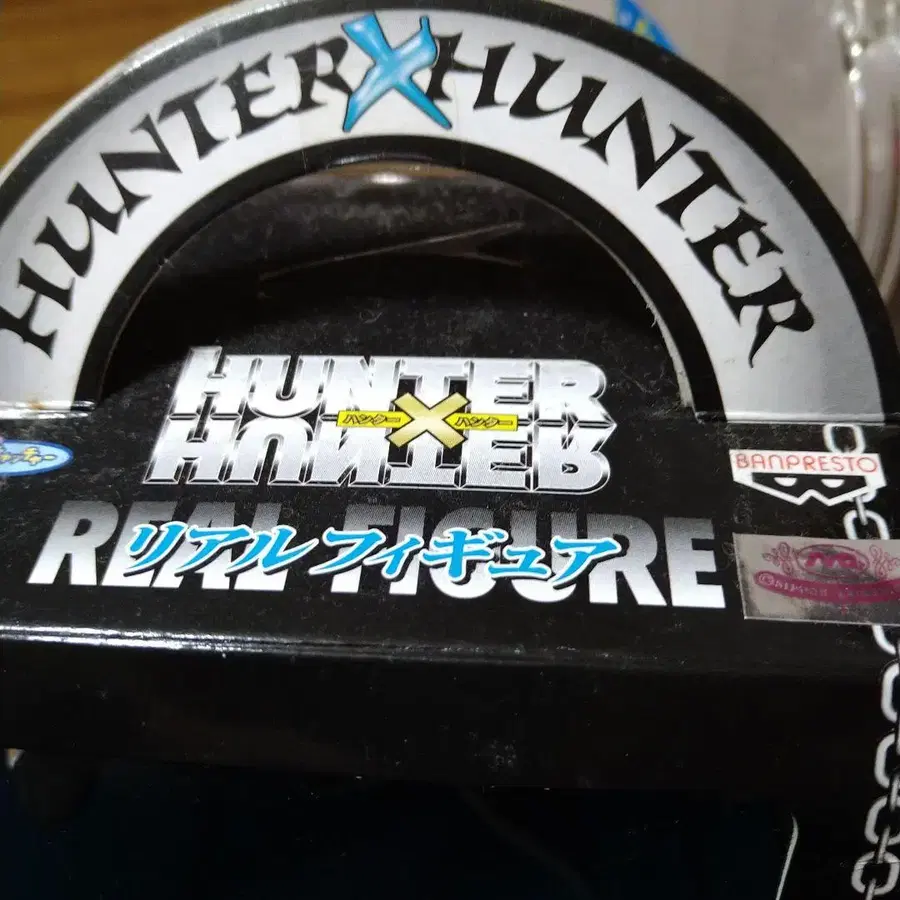 HUNTER×HUNTER
HUNTER
ハンター × ハンター
HUNTER
REAL FIGURE
リアルフィギュア
BANPRESTO